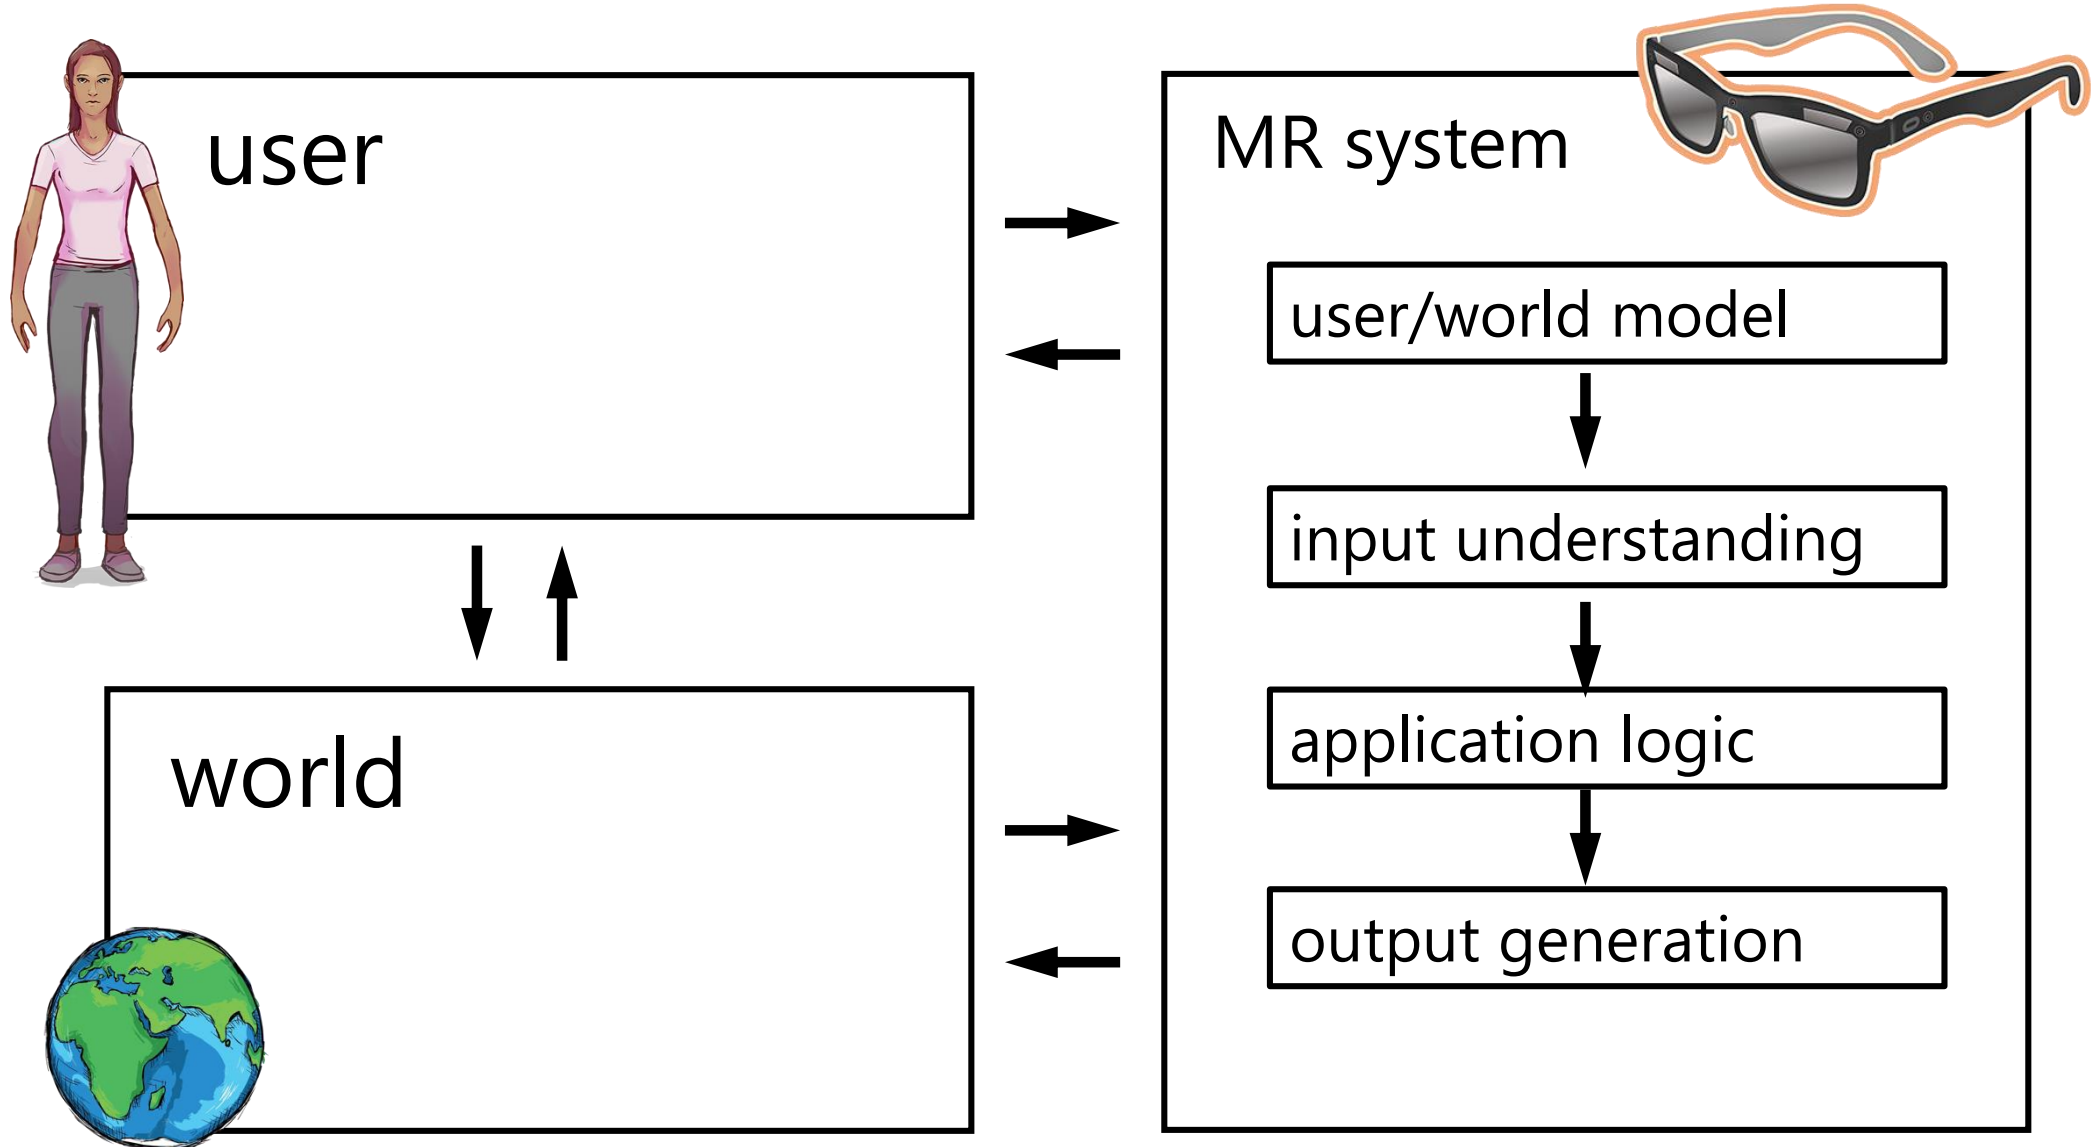 user
MR system
user/world model
input understanding
application logic
output generation
world